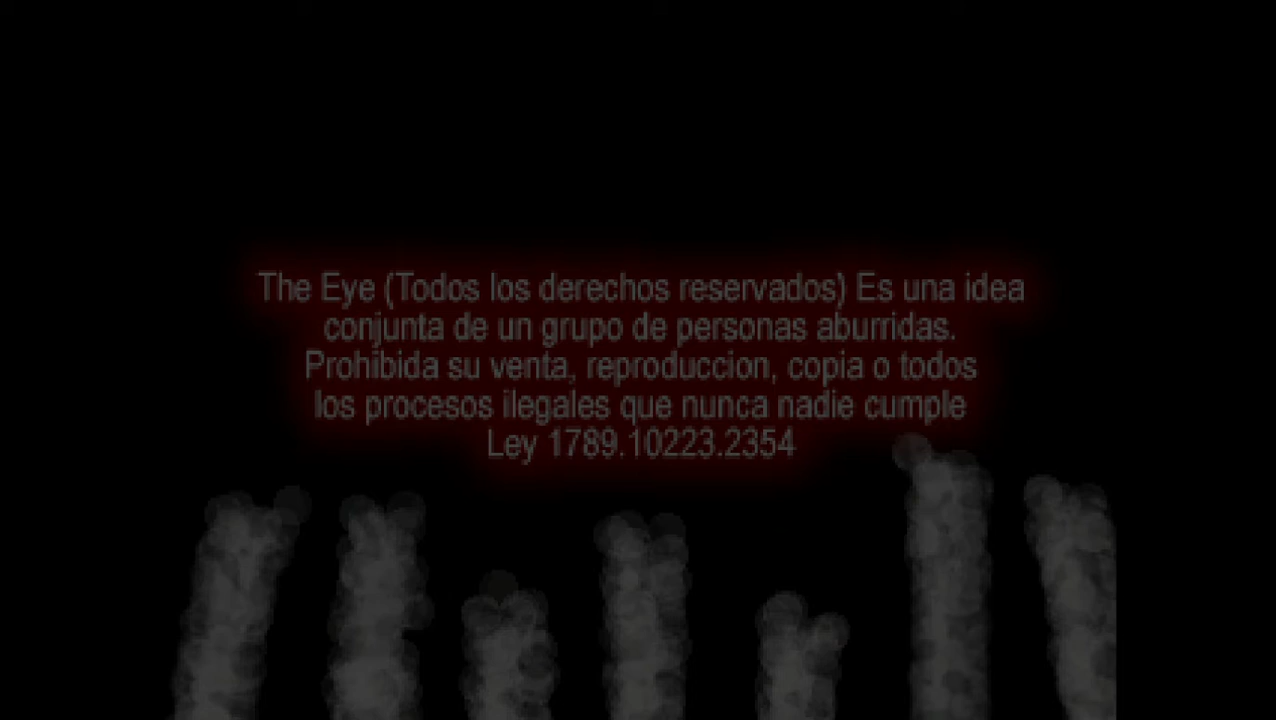 The Eye (Todos los derechos reservados) Es una idea
conjunta de un grupo de personas aburridas.
Prohibida su venta, reproduccion, copia o todos
los procesos ilegales que nunca nadie cumple
Ley 1789.10223.2354